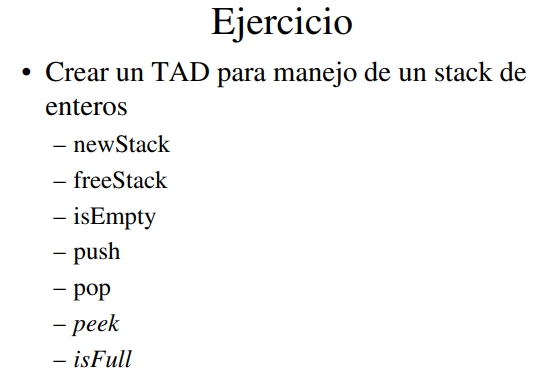 Ejercicio
• Crear un TAD para manejo de un stack de
enteros
– newStack
– freeStack
– isEmpty
– push
– pop
– peek
– isFull